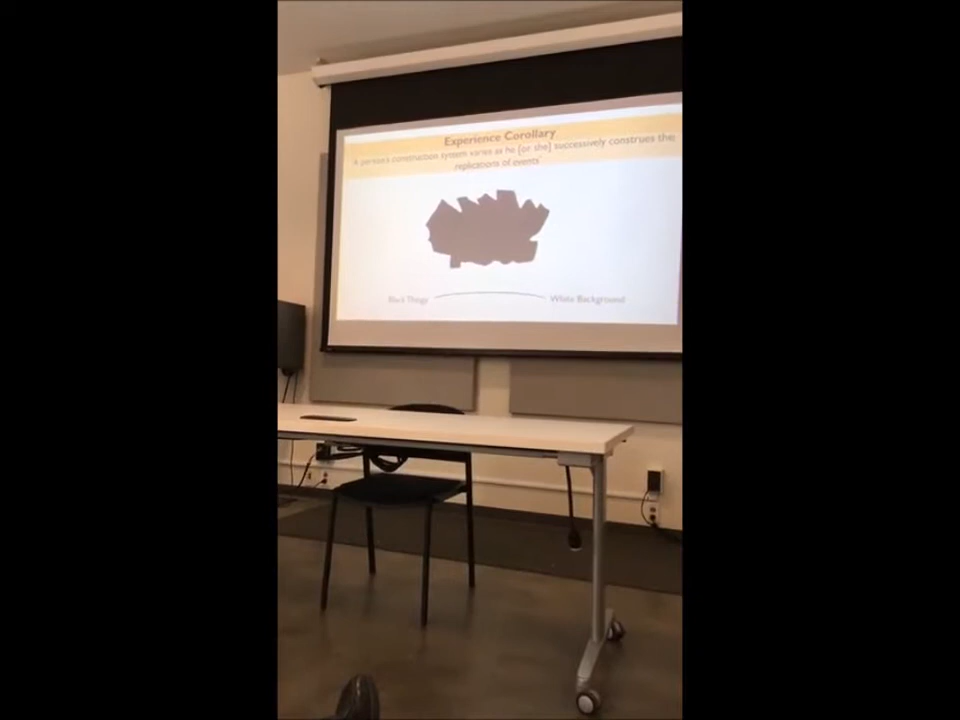 Experience Corollary
"A person's construction system varies as he [or she] successively construes the
replications of events"
Black Things
White Background